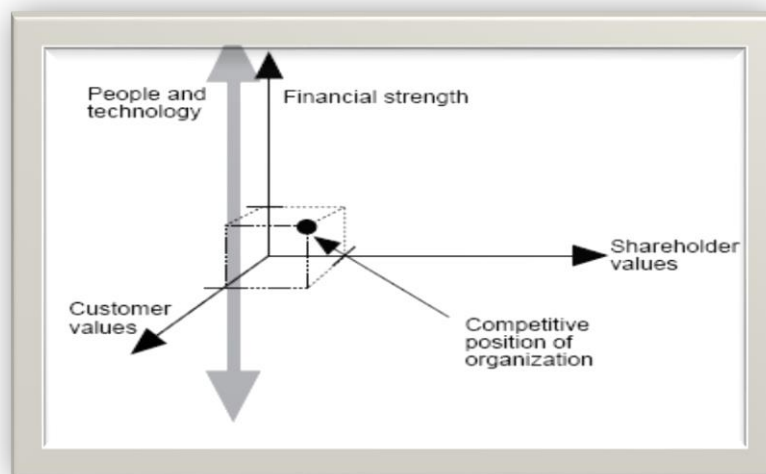 People and
technology
Financial strength
Shareholder
values
Customer
values
Competitive
position of
organization